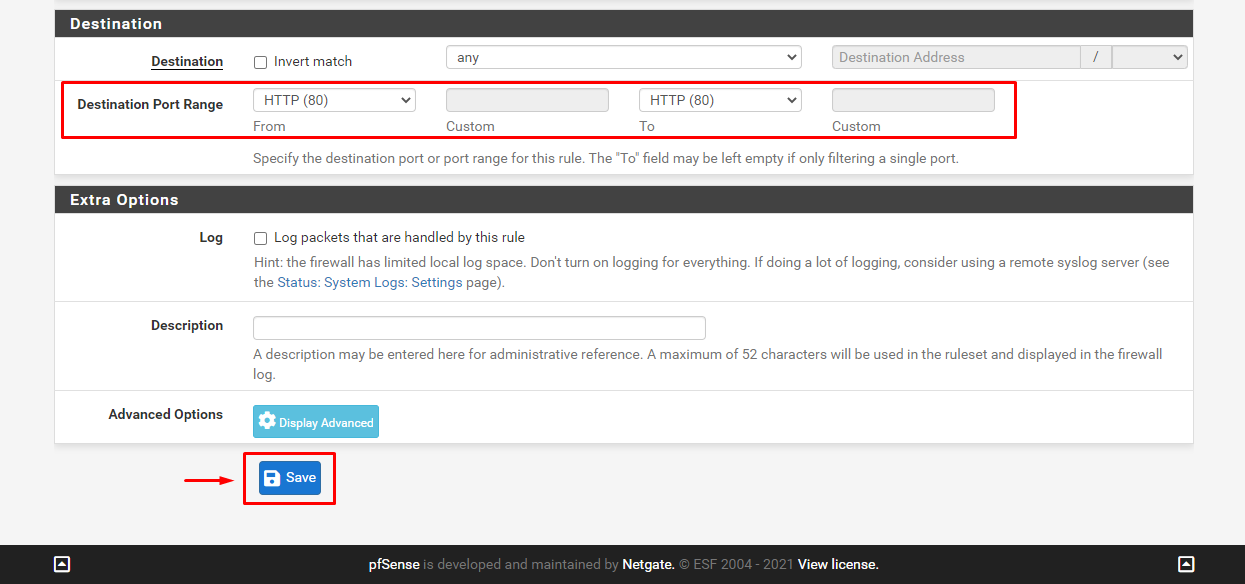 Destination
Destination Invert match any Destination Address /
Destination Port Range HTTP (80) HTTP (80)
From Custom To Custom
Specify the destination port or port range for this rule. The "To" field may be left empty if only filtering a single port.
Extra Options
Log Log packets that are handled by this rule
Hint: the firewall has limited local log space. Don't turn on logging for everything. If doing a lot of logging, consider using a remote syslog server (see
the Status: System Logs: Settings page).
Description
A description may be entered here for administrative reference. A maximum of 52 characters will be used in the ruleset and displayed in the firewall
log.
Advanced Options Display Advanced
Save
pfSense is developed and maintained by Netgate. © ESF 2004 - 2021 View license.